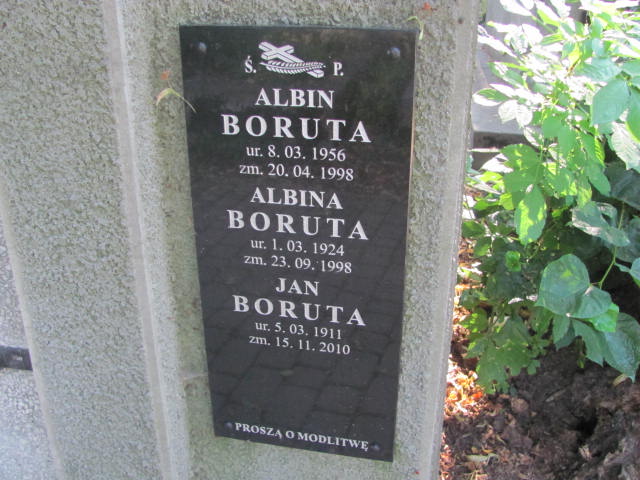 Ś. P.
ALBIN
BORUTA
ur. 8. 03. 1956
zm. 20. 04. 1998
ALBINA
BORUTA
ur. 1. 03. 1924
zm. 23. 09. 1998
JAN
BORUTA
ur. 5. 03. 1911
zm. 15. 11. 2010
PROSZĄ O MODLITWĘ